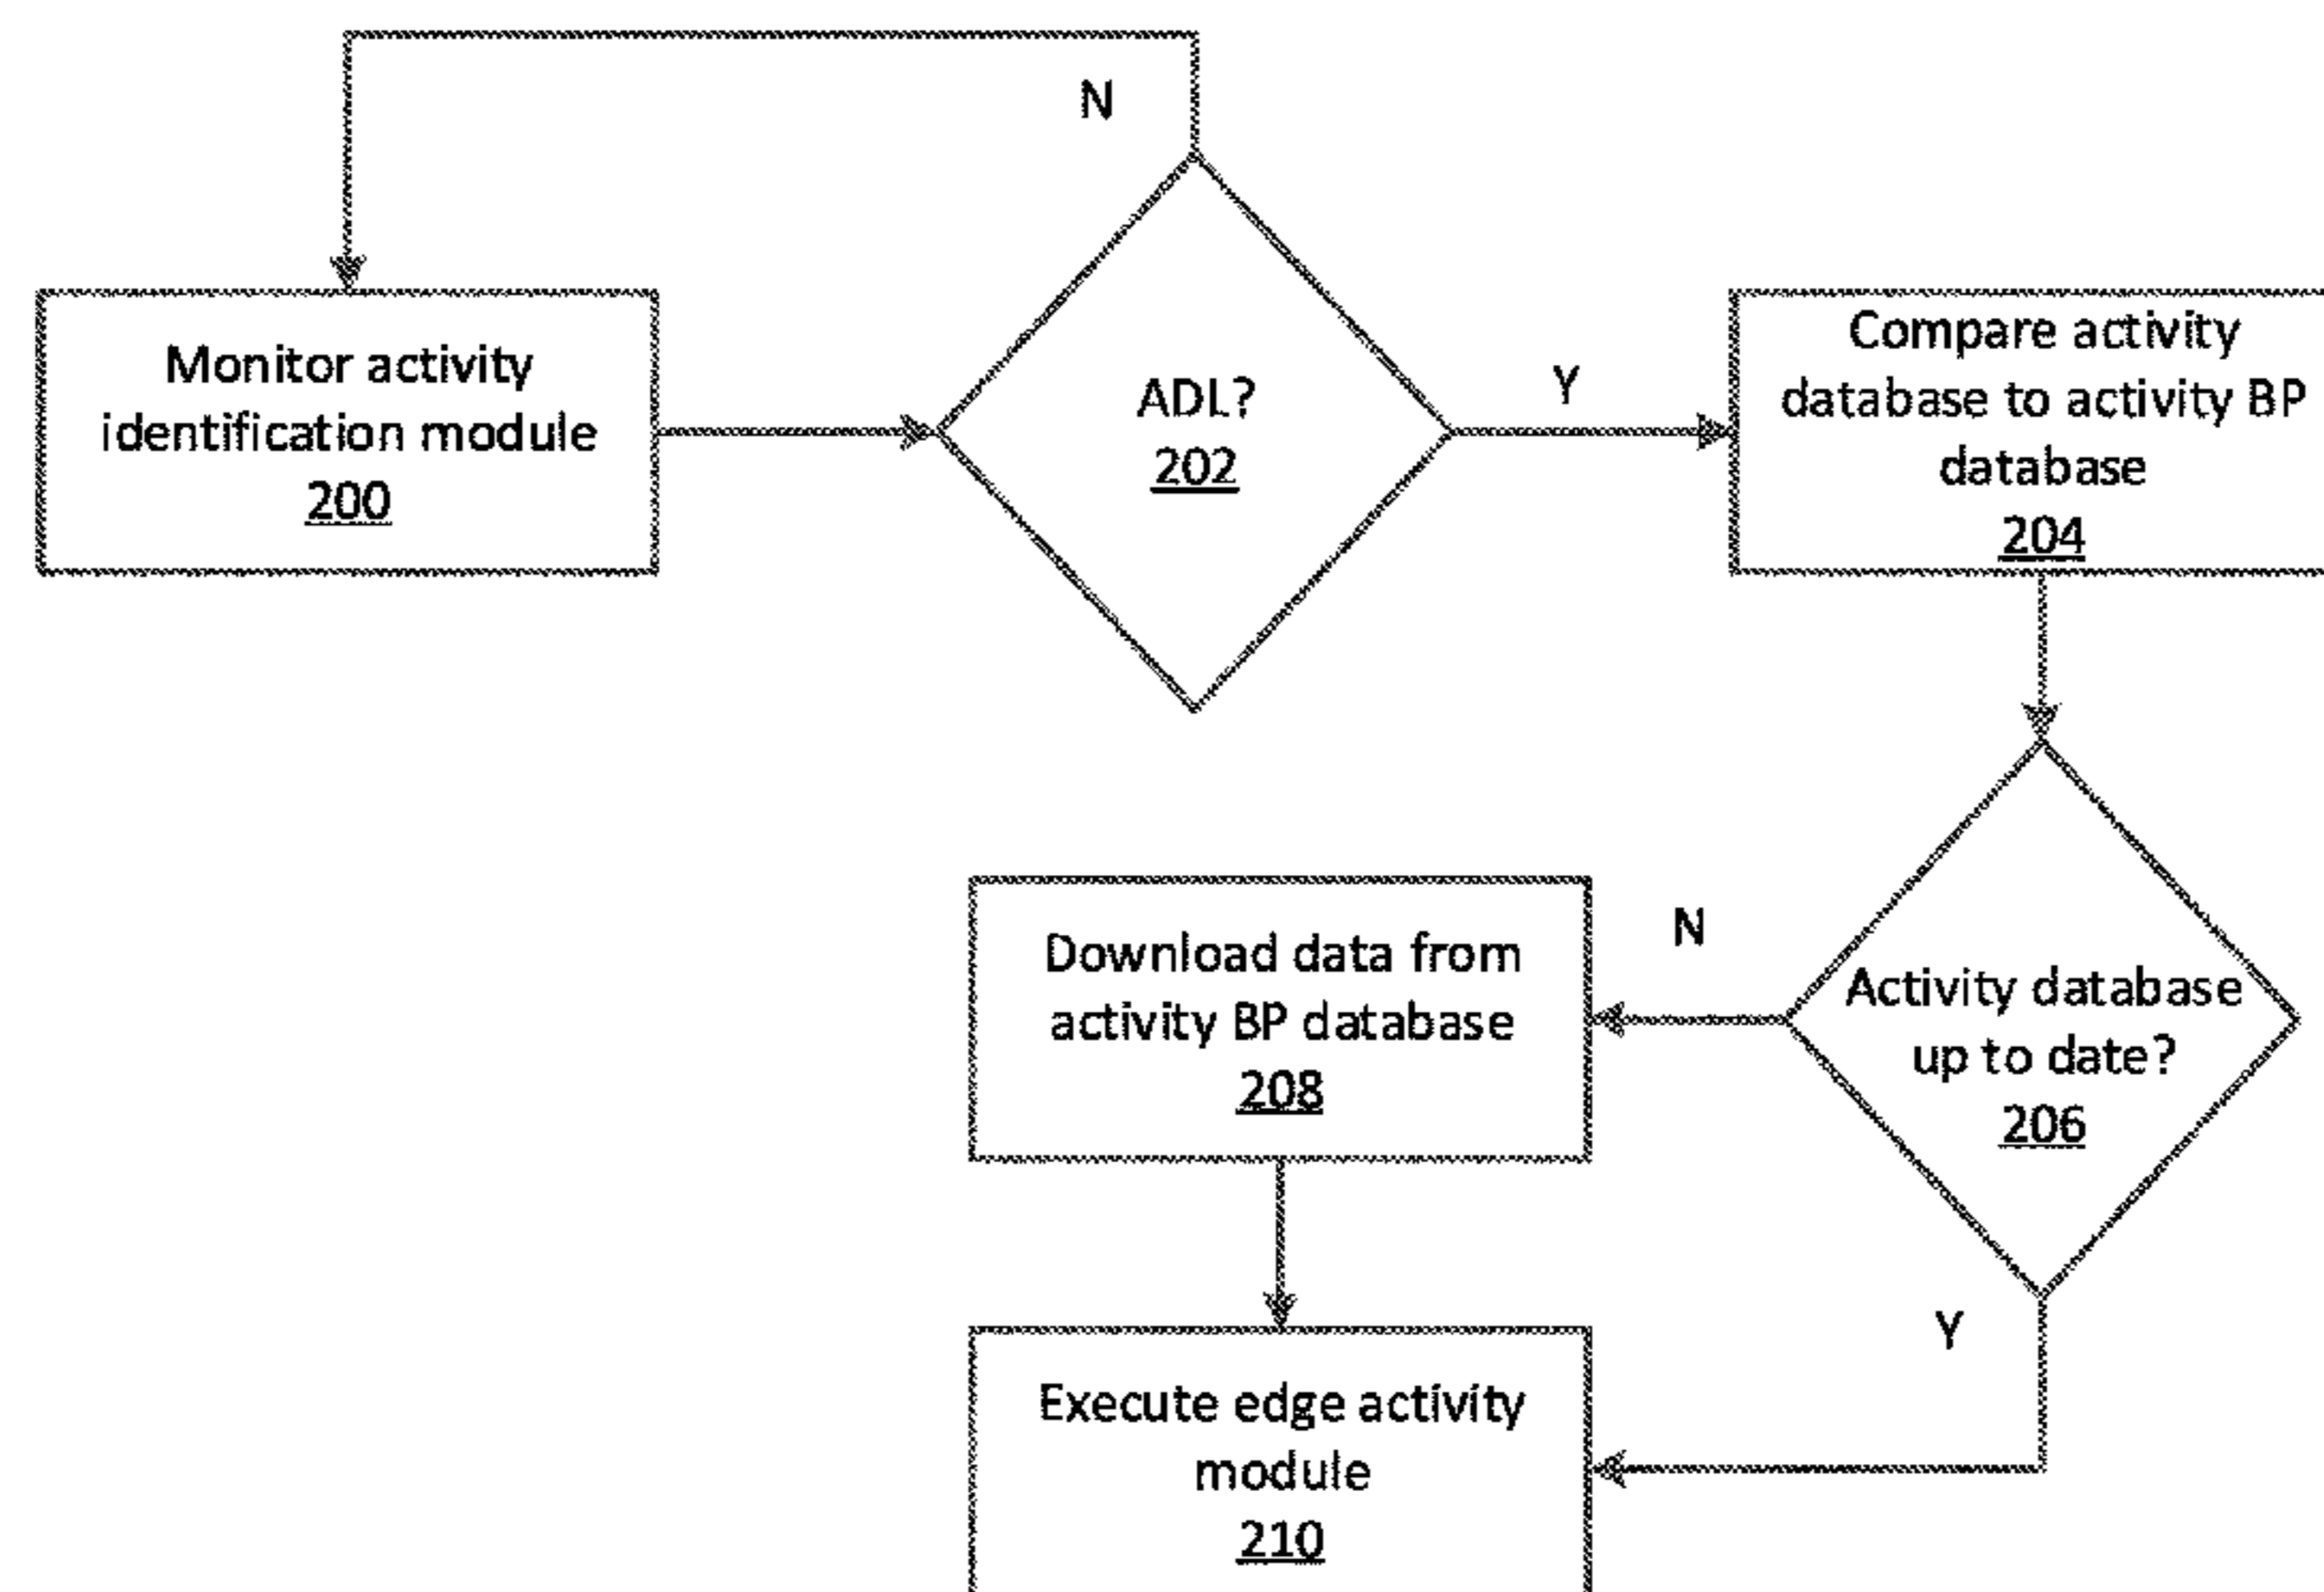 N
Monitor activity
identification module
200
ADL?
202
Y
Compare activity
database to activity BP
database
204
Download data from
activity BP database
208
N
Activity database
up to date?
206
Y
Execute edge activity
module
210